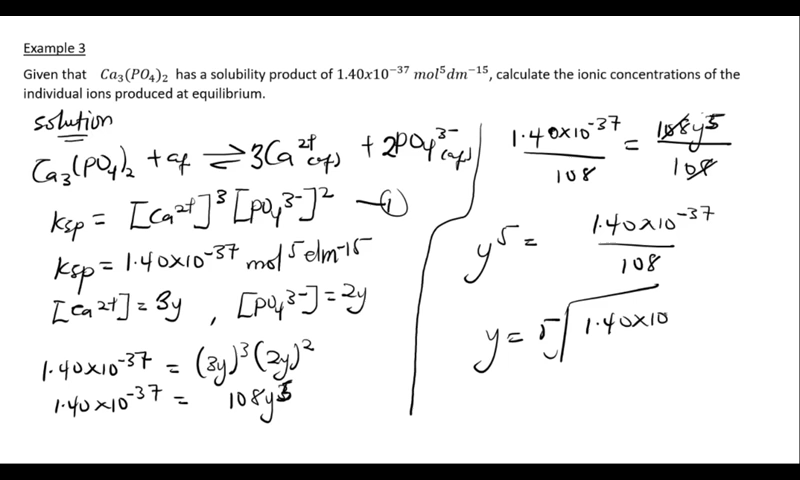 Example 3
Given that Ca₃(PO₄)₂ has a solubility product of 1.40x10⁻³⁷ mol⁵dm⁻¹⁵, calculate the ionic concentrations of the
individual ions produced at equilibrium.
solution
Ca₃(PO₄)₂ + aq ⇌ 3Ca²⁺(aq) + 2PO₄³⁻(aq)
Ksp = [Ca²⁺]³ [PO₄³⁻]² —①
Ksp = 1.40x10⁻³⁷ mol⁵dm⁻¹⁵
[Ca²⁺] = 3y , [PO₄³⁻] = 2y
1.40x10⁻³⁷ = (3y)³(2y)²
1.40x10⁻³⁷ = 108y⁵
1.40x10⁻³⁷/108 = 108y⁵/108
y⁵ = 1.40x10⁻³⁷/108
y = ⁵√1.40x10